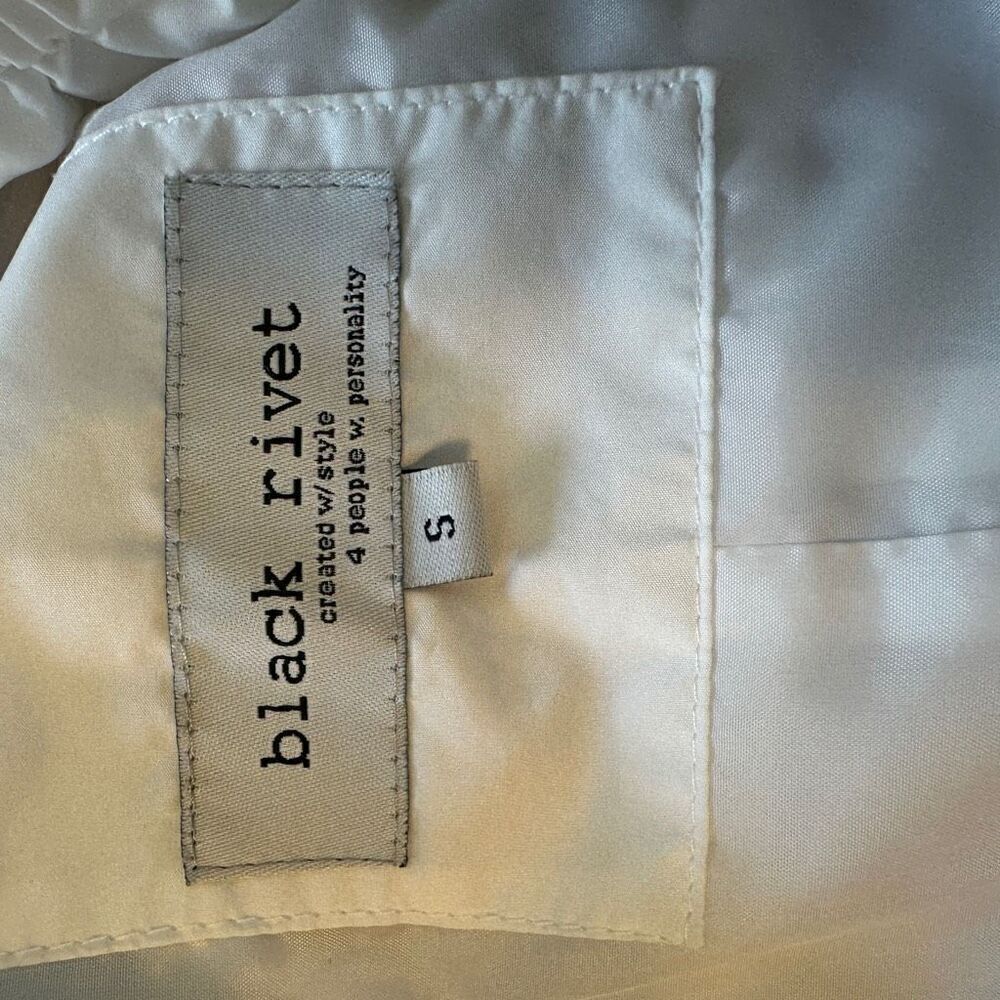 black rivet
created w/style
4 people w. personality
S